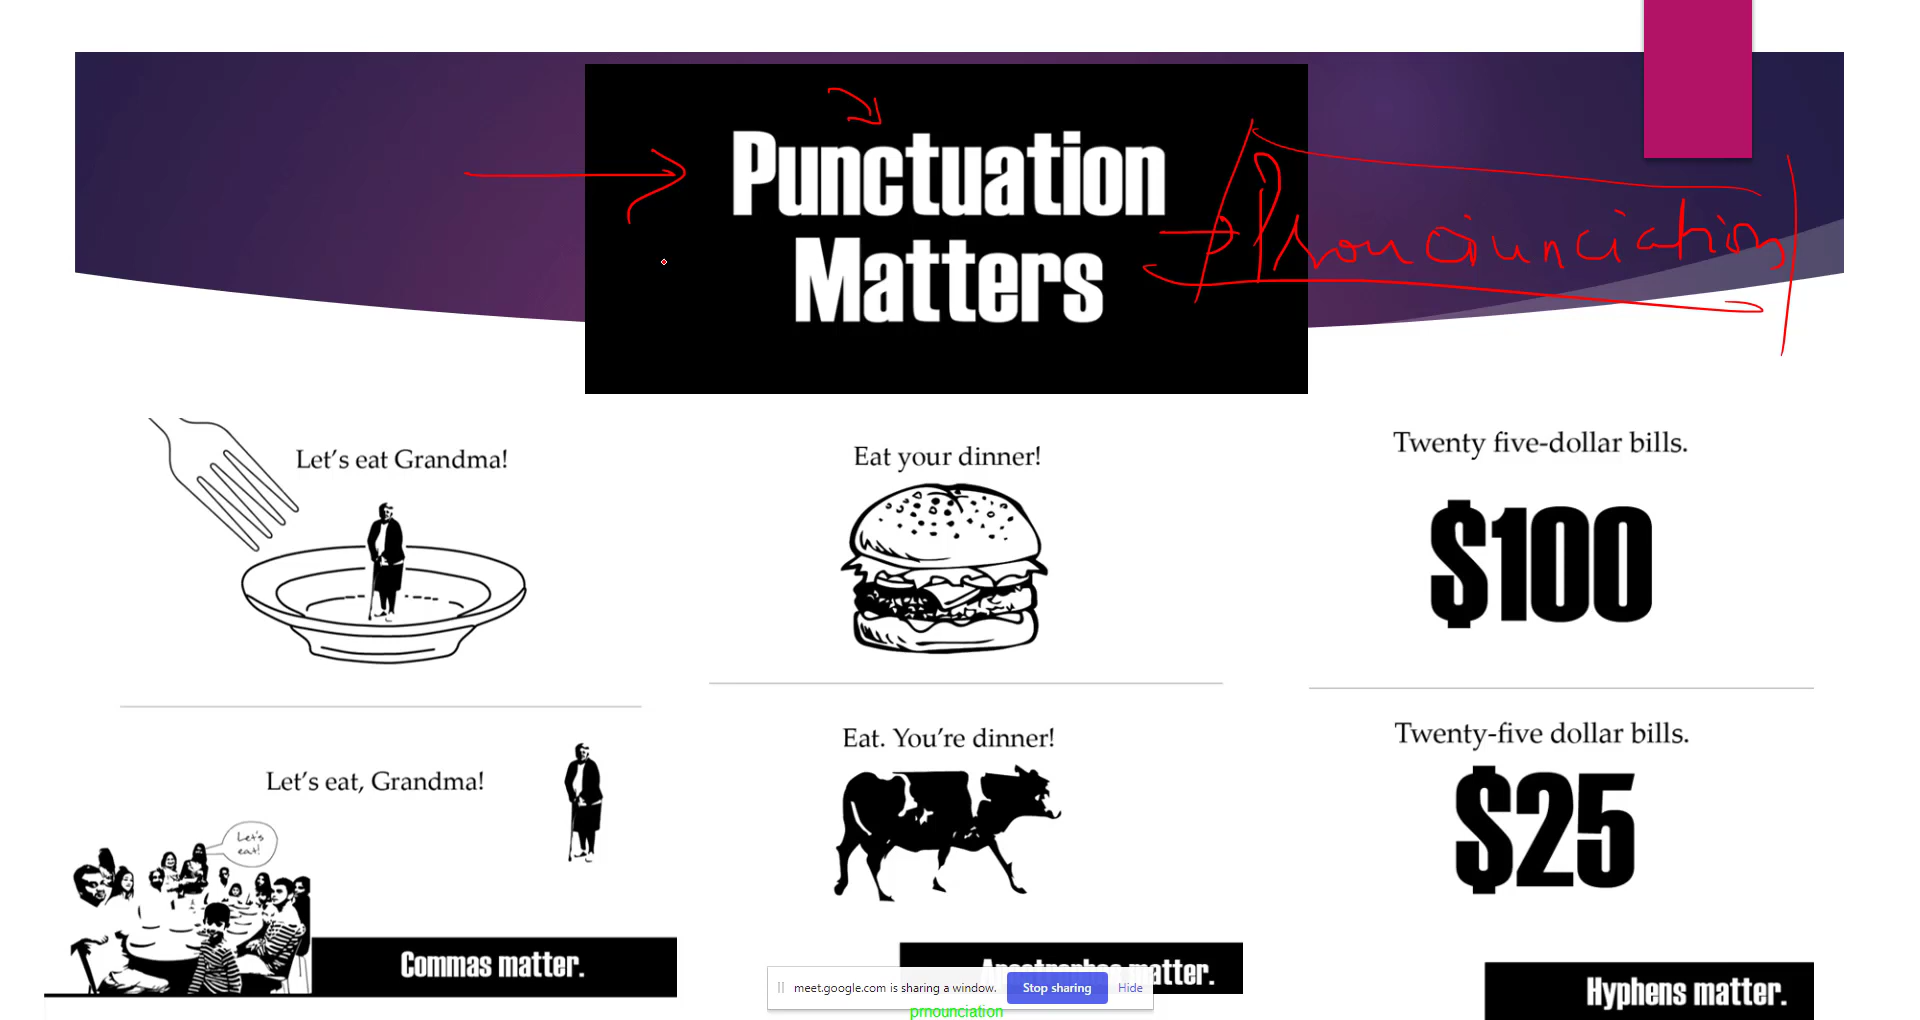 Punctuation
Matters
Let's eat Grandma!
Eat your dinner!
Twenty five-dollar bills.
$100
Let's eat, Grandma!
Let's
eat!
Eat. You're dinner!
Twenty-five dollar bills.
$25
Commas matter.
matter.
Hyphens matter.
meet.google.com is sharing a window.
Stop sharing
Hide
prnounciation